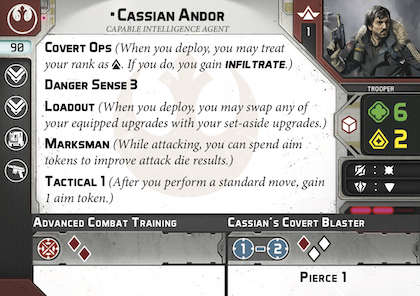 • Cassian Andor
CAPABLE INTELLIGENCE AGENT
1
90
Covert Ops (When you deploy, you may treat
your rank as . If you do, you gain INFILTRATE.)
Danger Sense 3
Loadout (When you deploy, you may swap any of
your equipped upgrades with your set-aside upgrades.)
Marksman (While attacking, you can spend aim
tokens to improve attack die results.)
Tactical 1 (After you perform a standard move, gain
1 aim token.)
TROOPER
6
2
: 
: 
Advanced Combat Training
Cassian's Covert Blaster
1 - 2
Pierce 1